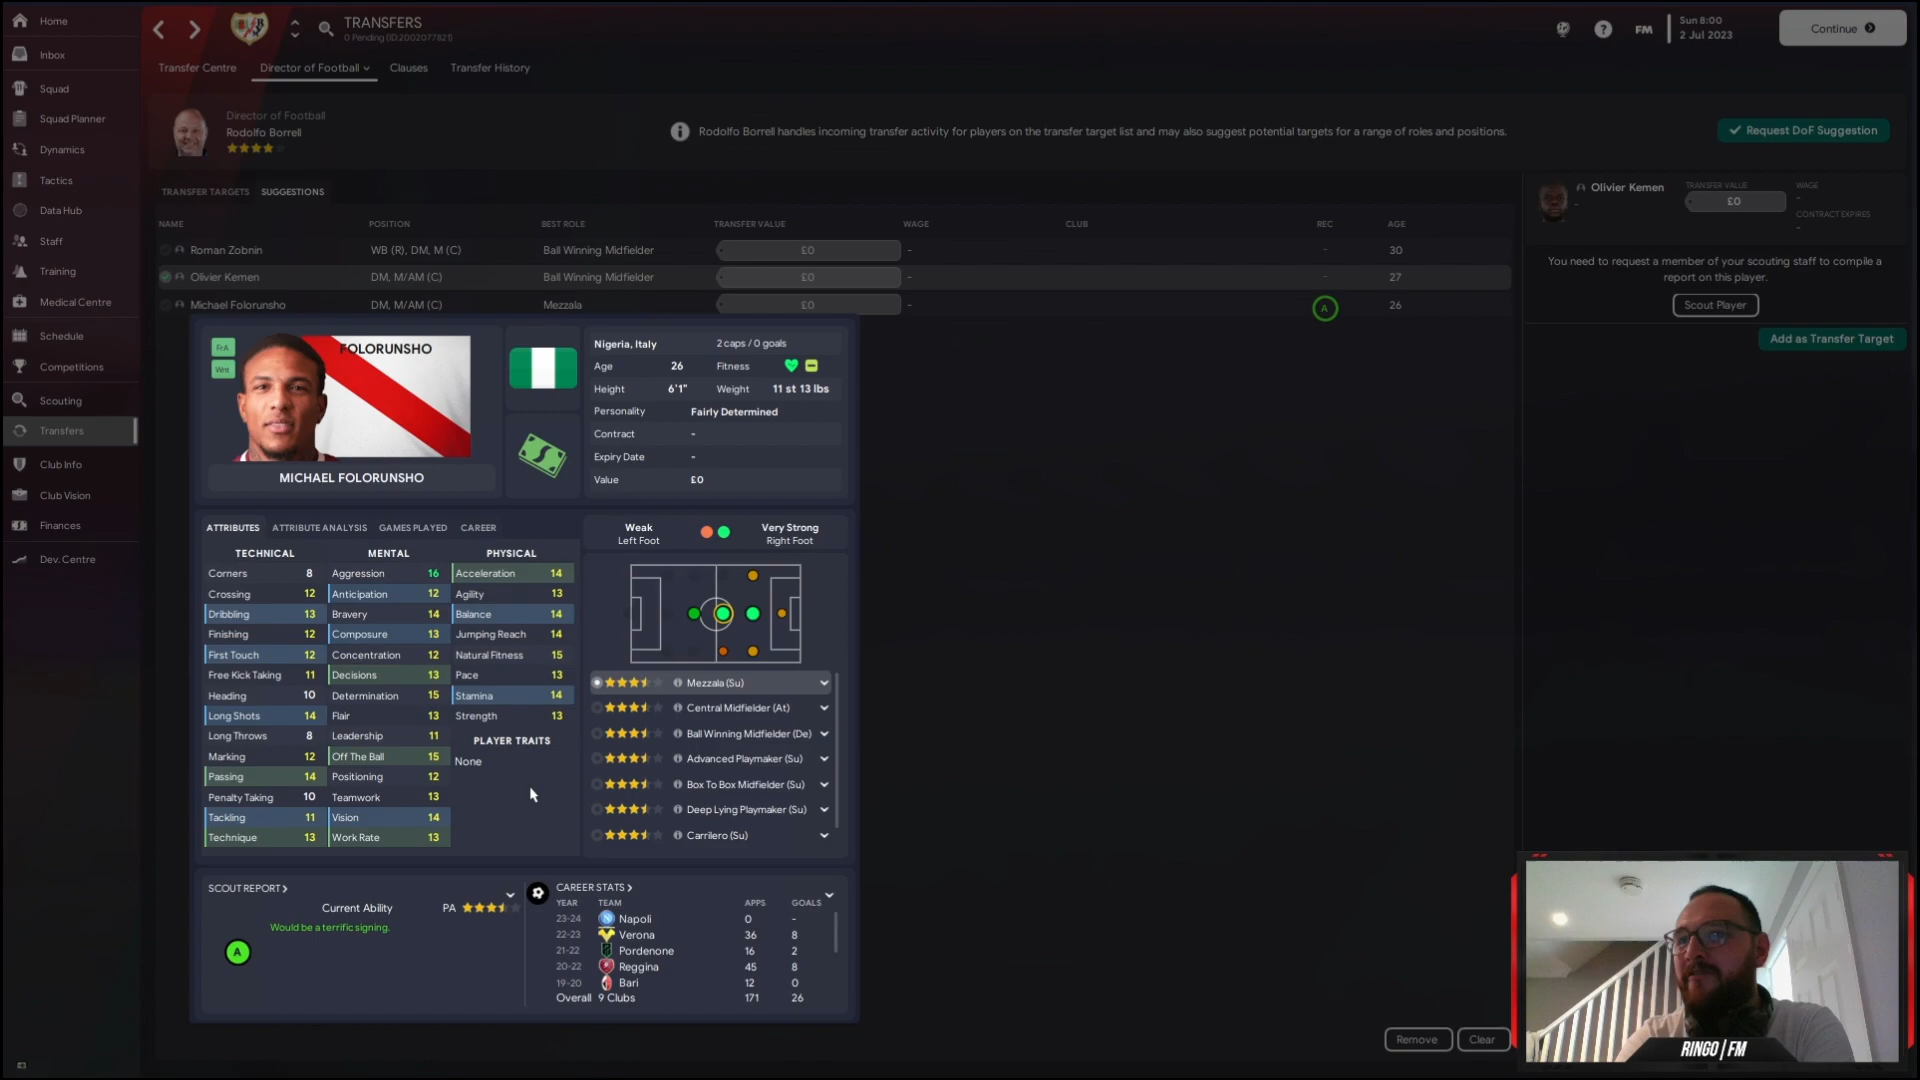 Home
Inbox
Squad
Squad Planner
Dynamics
Tactics
Data Hub
Staff
Training
Medical Centre
Schedule
Competitions
Scouting
Transfers
Club Info
Club Vision
Finances
Dev. Centre
TRANSFERS
0 Pending (ID:2002077821)
FM
Sun 8:00
2 Jul 2023
Continue
Transfer Centre Director of Football Clauses Transfer History
Director of Football
Rodolfo Borrell
Rodolfo Borrell handles incoming transfer activity for players on the transfer target list and may also suggest potential targets for a range of roles and positions.
Request DoF Suggestion
TRANSFER TARGETS SUGGESTIONS
NAME POSITION BEST ROLE TRANSFER VALUE WAGE CLUB REC AGE
Roman Zobnin WB (R), DM, M (C) Ball Winning Midfielder £0 - - 30
Olivier Kemen DM, M/AM (C) Ball Winning Midfielder £0 - - 27
Michael Folorunsho DM, M/AM (C) Mezzala £0 - A 26
Olivier Kemen
-
TRANSFER VALUE
£0
WAGE
-
CONTRACT EXPIRES
-
You need to request a member of your scouting staff to compile a
report on this player.
Scout Player
Add as Transfer Target
FrA
Wnt
FOLORUNSHO
MICHAEL FOLORUNSHO
Nigeria, Italy 2 caps / 0 goals
Age 26 Fitness
Height 6'1" Weight 11 st 13 lbs
Personality Fairly Determined
Contract -
Expiry Date -
Value £0
ATTRIBUTES ATTRIBUTE ANALYSIS GAMES PLAYED CAREER
TECHNICAL MENTAL PHYSICAL
Corners 8 Aggression 16 Acceleration 14
Crossing 12 Anticipation 12 Agility 13
Dribbling 13 Bravery 14 Balance 14
Finishing 12 Composure 13 Jumping Reach 14
First Touch 12 Concentration 12 Natural Fitness 15
Free Kick Taking 11 Decisions 13 Pace 13
Heading 10 Determination 15 Stamina 14
Long Shots 14 Flair 13 Strength 13
Long Throws 8 Leadership 11
Marking 12 Off The Ball 15
Passing 14 Positioning 12
Penalty Taking 10 Teamwork 13
Tackling 11 Vision 14
Technique 13 Work Rate 13
PLAYER TRAITS
None
Weak
Left Foot
Very Strong
Right Foot
Mezzala (Su)
Central Midfielder (At)
Ball Winning Midfielder (De)
Advanced Playmaker (Su)
Box To Box Midfielder (Su)
Deep Lying Playmaker (Su)
Carrilero (Su)
SCOUT REPORT
Current Ability PA
Would be a terrific signing.
A
CAREER STATS
YEAR TEAM APPS GOALS
23-24 Napoli 0 -
22-23 Verona 36 8
21-22 Pordenone 16 2
20-22 Reggina 45 8
19-20 Bari 12 0
Overall 9 Clubs 171 26
Remove
Clear
RINGO|FM